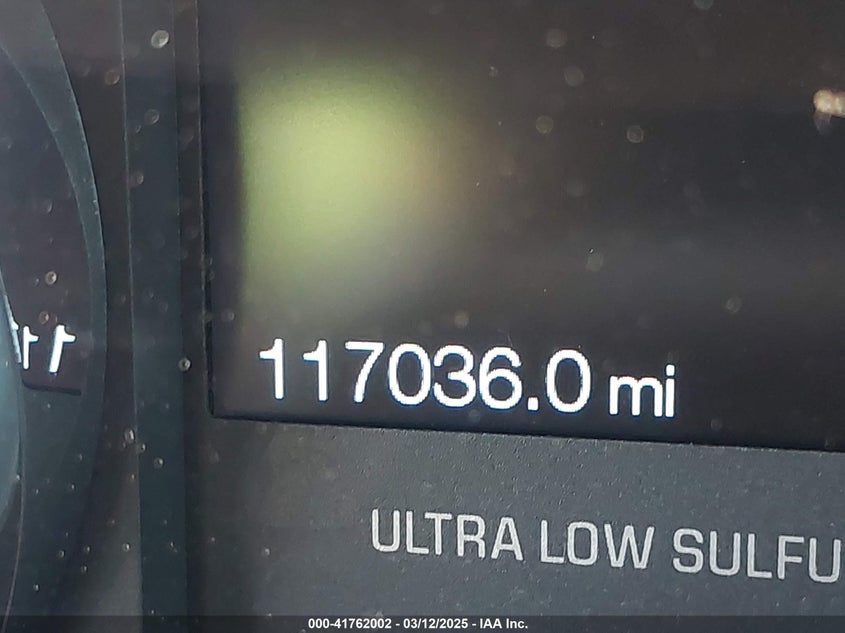 117036.0 mi
ULTRA LOW SULFU
000-41762002 - 03/12/2025 - IAA Inc.